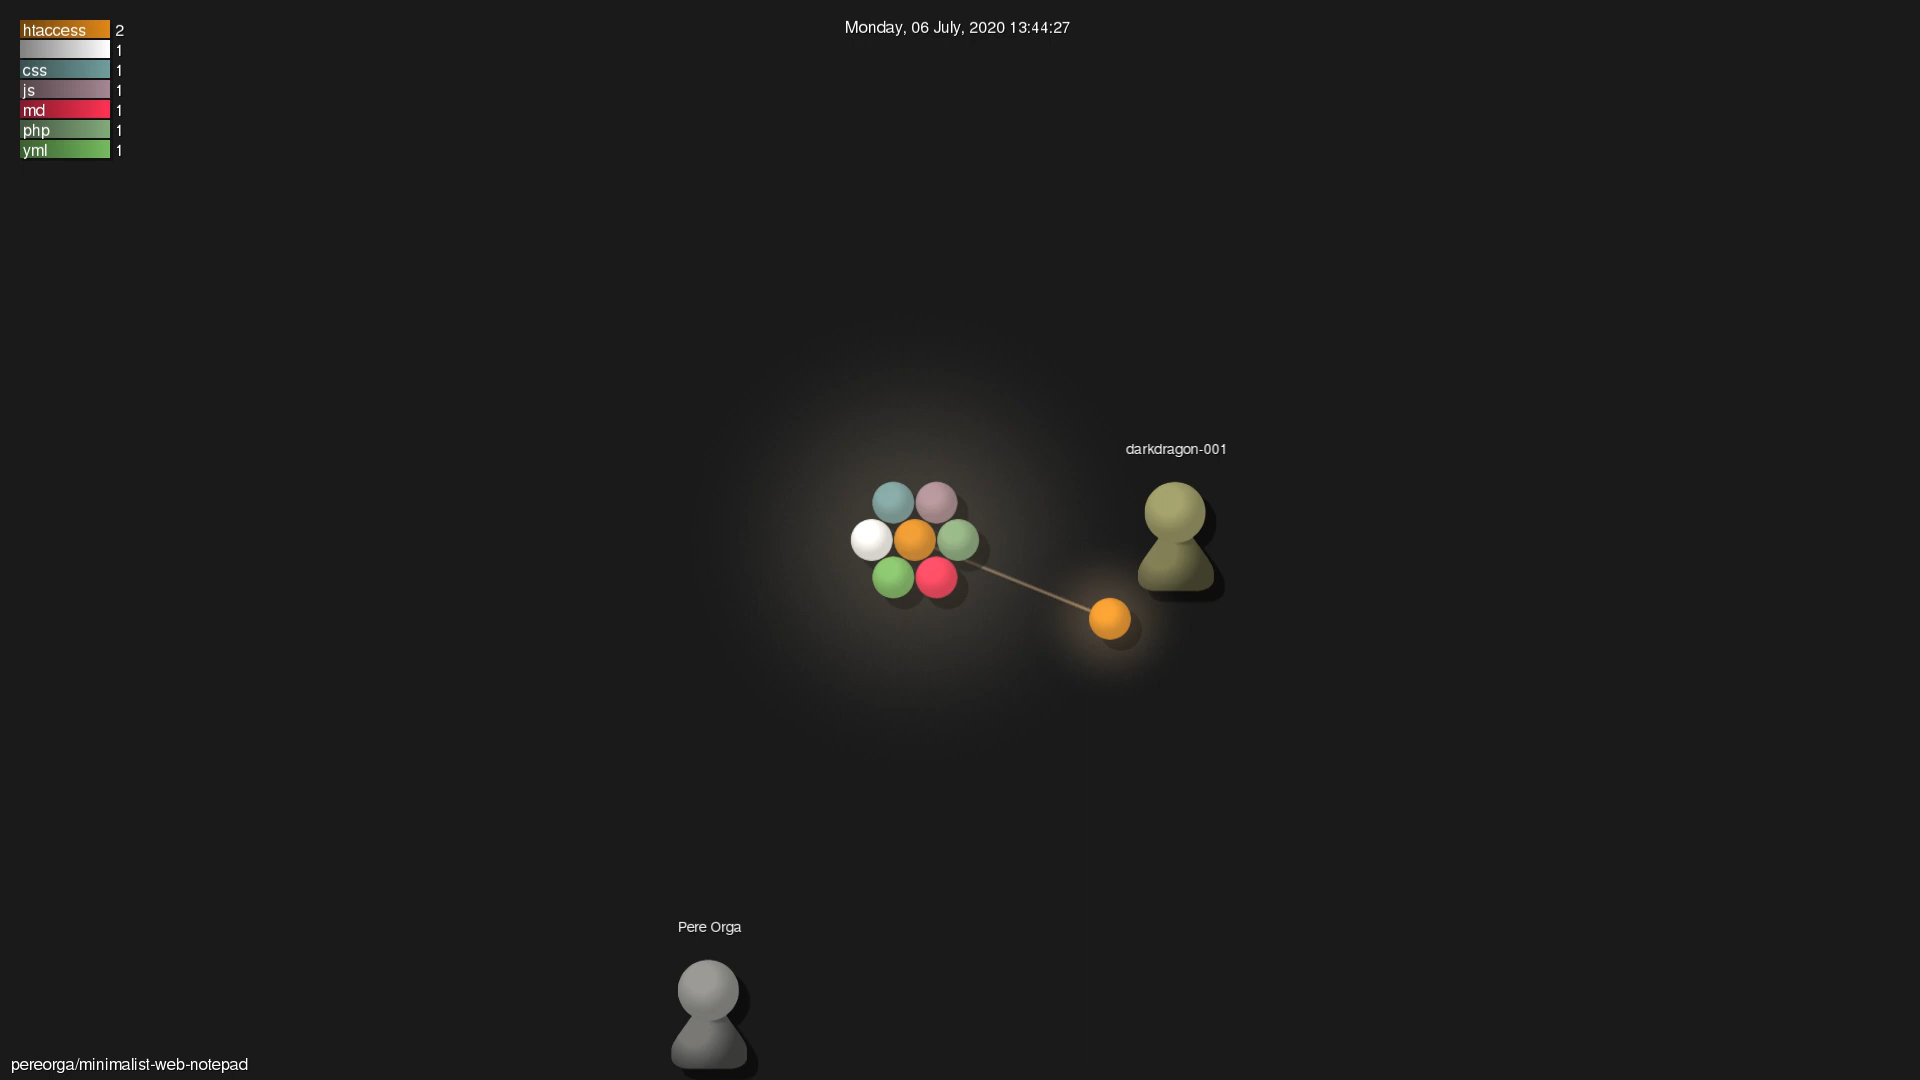 Monday, 06 July, 2020 13:44:27
htaccess 2
1
css 1
js 1
md 1
php 1
yml 1
darkdragon-001
Pere Orga
pereorga/minimalist-web-notepad